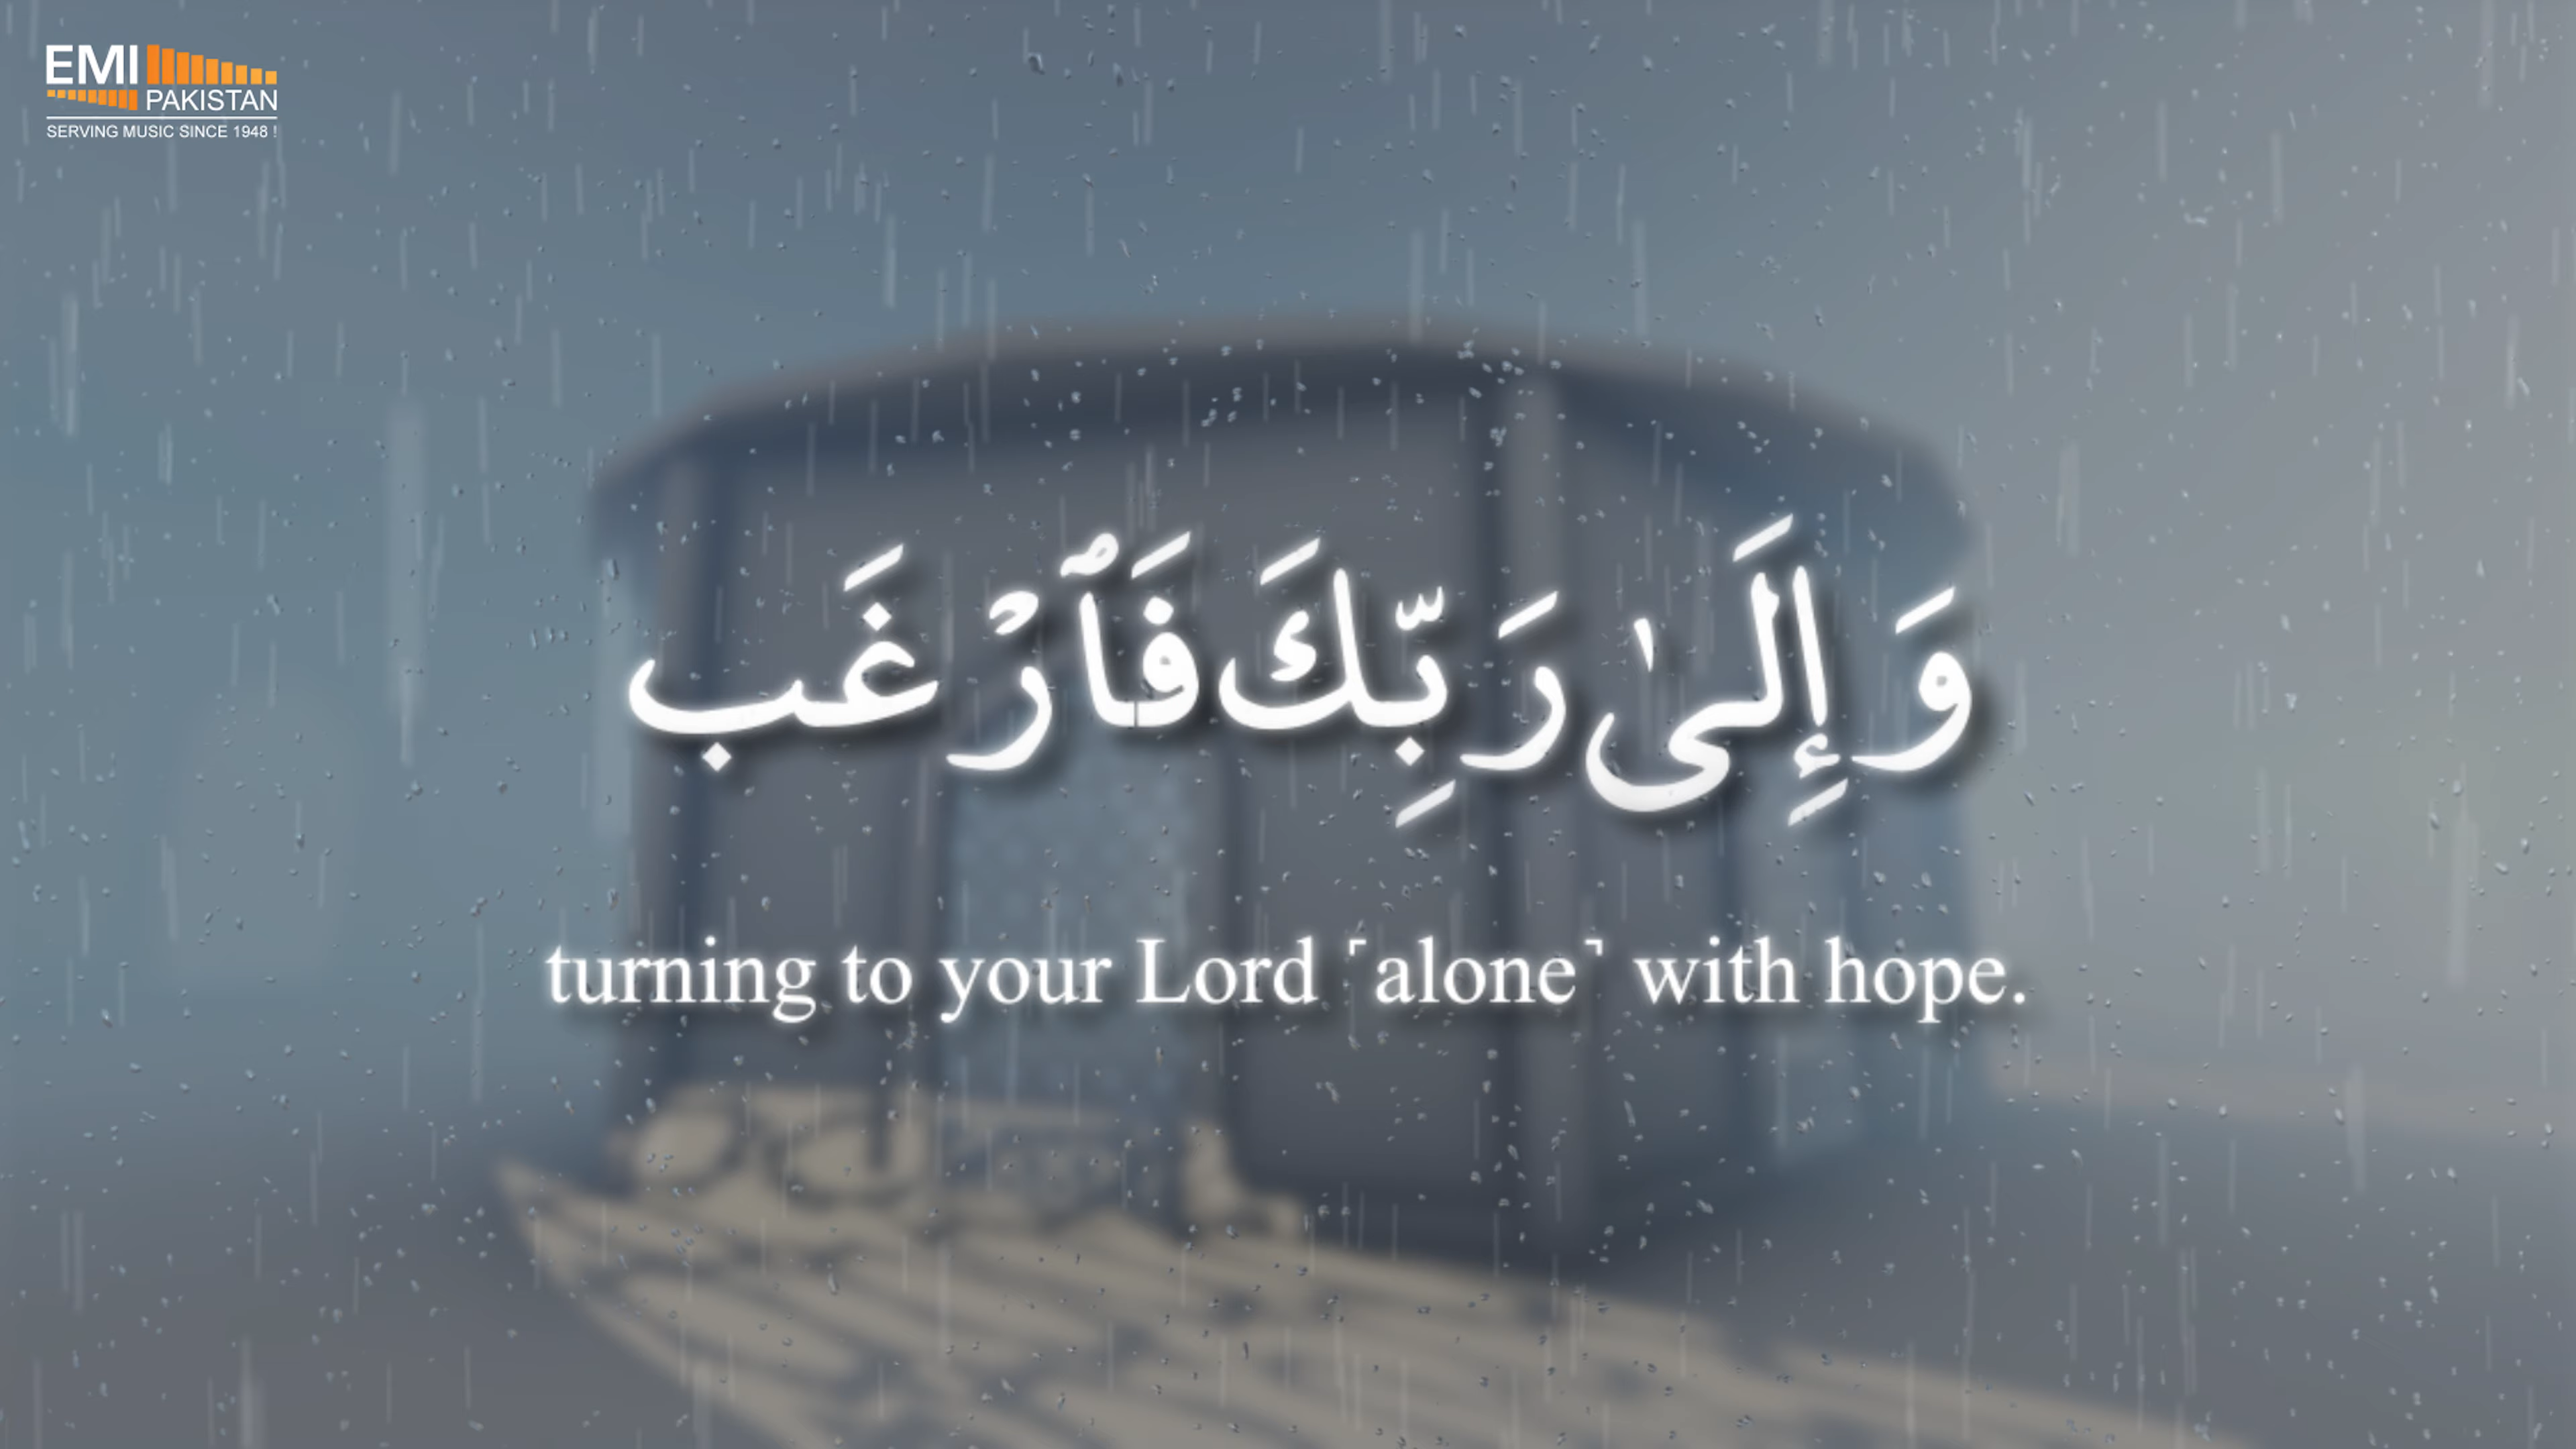 EMI
PAKISTAN
SERVING MUSIC SINCE 1948 !
وَإِلَىٰ رَبِّكَ فَٱرْغَب
turning to your Lord ˹alone˺ with hope.